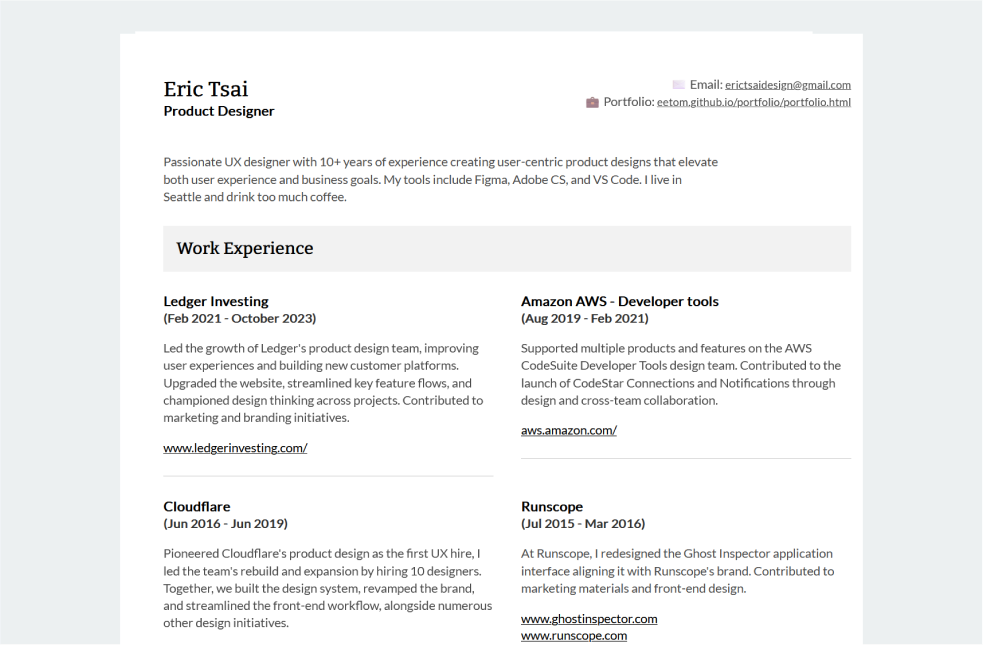 Eric Tsai
Product Designer
Email: erictsaidesign@gmail.com
Portfolio: eetom.github.io/portfolio/portfolio.html
Passionate UX designer with 10+ years of experience creating user-centric product designs that elevate
both user experience and business goals. My tools include Figma, Adobe CS, and VS Code. I live in
Seattle and drink too much coffee.
Work Experience
Ledger Investing
(Feb 2021 - October 2023)
Led the growth of Ledger's product design team, improving
user experiences and building new customer platforms.
Upgraded the website, streamlined key feature flows, and
championed design thinking across projects. Contributed to
marketing and branding initiatives.
www.ledgerinvesting.com/
Amazon AWS - Developer tools
(Aug 2019 - Feb 2021)
Supported multiple products and features on the AWS
CodeSuite Developer Tools design team. Contributed to the
launch of CodeStar Connections and Notifications through
design and cross-team collaboration.
aws.amazon.com/
Cloudflare
(Jun 2016 - Jun 2019)
Pioneered Cloudflare's product design as the first UX hire, I
led the team's rebuild and expansion by hiring 10 designers.
Together, we built the design system, revamped the brand,
and streamlined the front-end workflow, alongside numerous
other design initiatives.
Runscope
(Jul 2015 - Mar 2016)
At Runscope, I redesigned the Ghost Inspector application
interface aligning it with Runscope's brand. Contributed to
marketing materials and front-end design.
www.ghostinspector.com
www.runscope.com